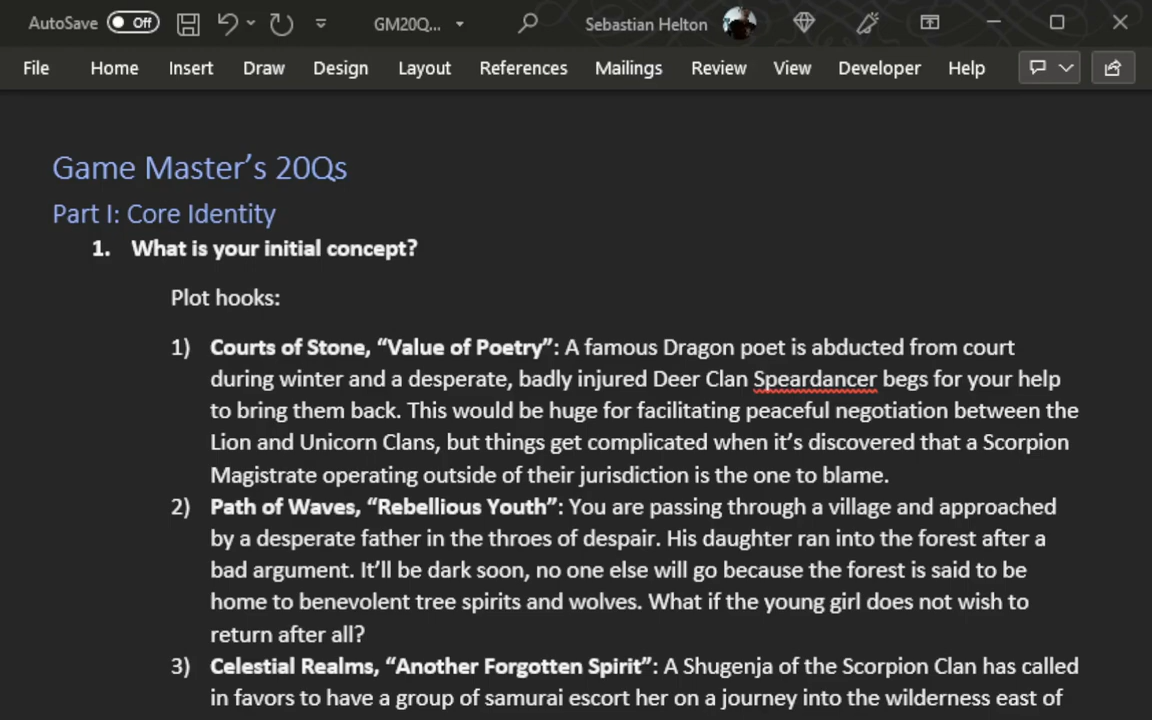 AutoSave Off GM20Q... Sebastian Helton
File Home Insert Draw Design Layout References Mailings Review View Developer Help
Game Master’s 20Qs
Part I: Core Identity
1. What is your initial concept?
Plot hooks:
1) Courts of Stone, “Value of Poetry”: A famous Dragon poet is abducted from court
during winter and a desperate, badly injured Deer Clan Speardancer begs for your help
to bring them back. This would be huge for facilitating peaceful negotiation between the
Lion and Unicorn Clans, but things get complicated when it’s discovered that a Scorpion
Magistrate operating outside of their jurisdiction is the one to blame.
2) Path of Waves, “Rebellious Youth”: You are passing through a village and approached
by a desperate father in the throes of despair. His daughter ran into the forest after a
bad argument. It’ll be dark soon, no one else will go because the forest is said to be
home to benevolent tree spirits and wolves. What if the young girl does not wish to
return after all?
3) Celestial Realms, “Another Forgotten Spirit”: A Shugenja of the Scorpion Clan has called
in favors to have a group of samurai escort her on a journey into the wilderness east of